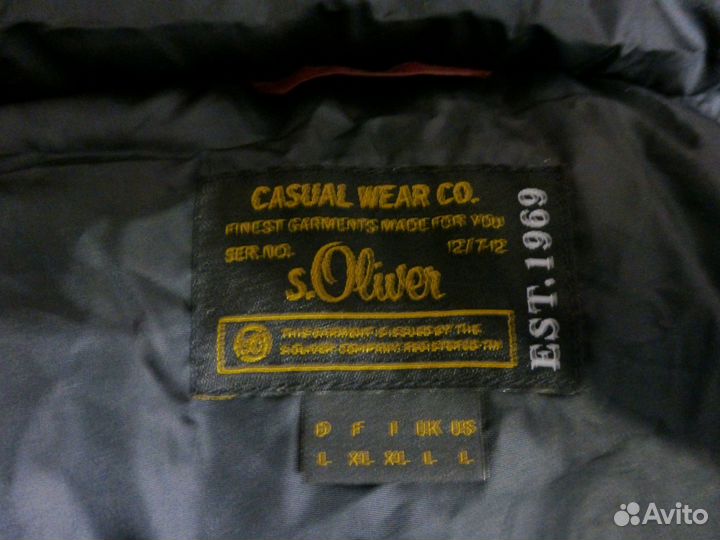 CASUAL WEAR CO.
FINEST GARMENTS MADE FOR YOU
SER. NO. 12/7-12
s.Oliver
THIS GARMENT IS ISSUED BY THE
S.OLIVER COMPANY. REGISTERED TM
EST. 1969
D F I UK US
L XL XL L L
Avito